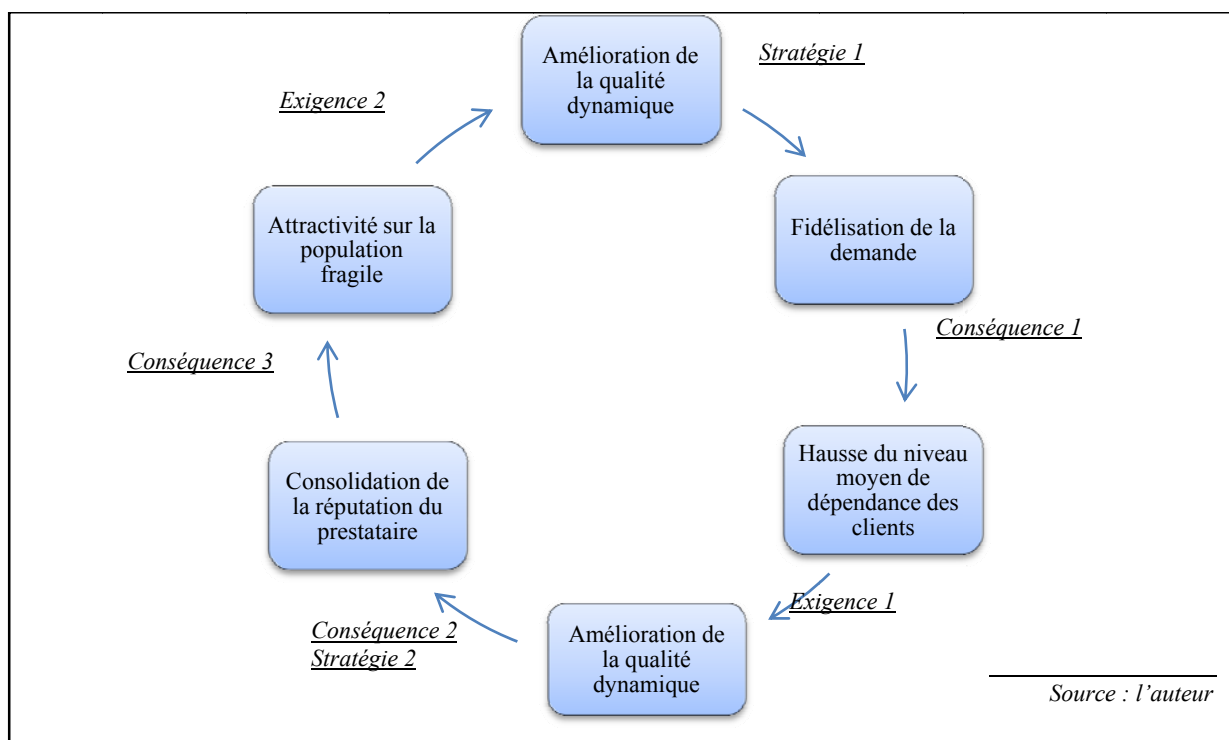 Amélioration de
la qualité
dynamique
Stratégie 1
Fidélisation de la
demande
Conséquence 1
Hausse du niveau
moyen de
dépendance des
clients
Exigence 1
Amélioration de
la qualité
dynamique
Conséquence 2
Stratégie 2
Consolidation de
la réputation du
prestataire
Conséquence 3
Attractivité sur la
population
fragile
Exigence 2
Source : l’auteur